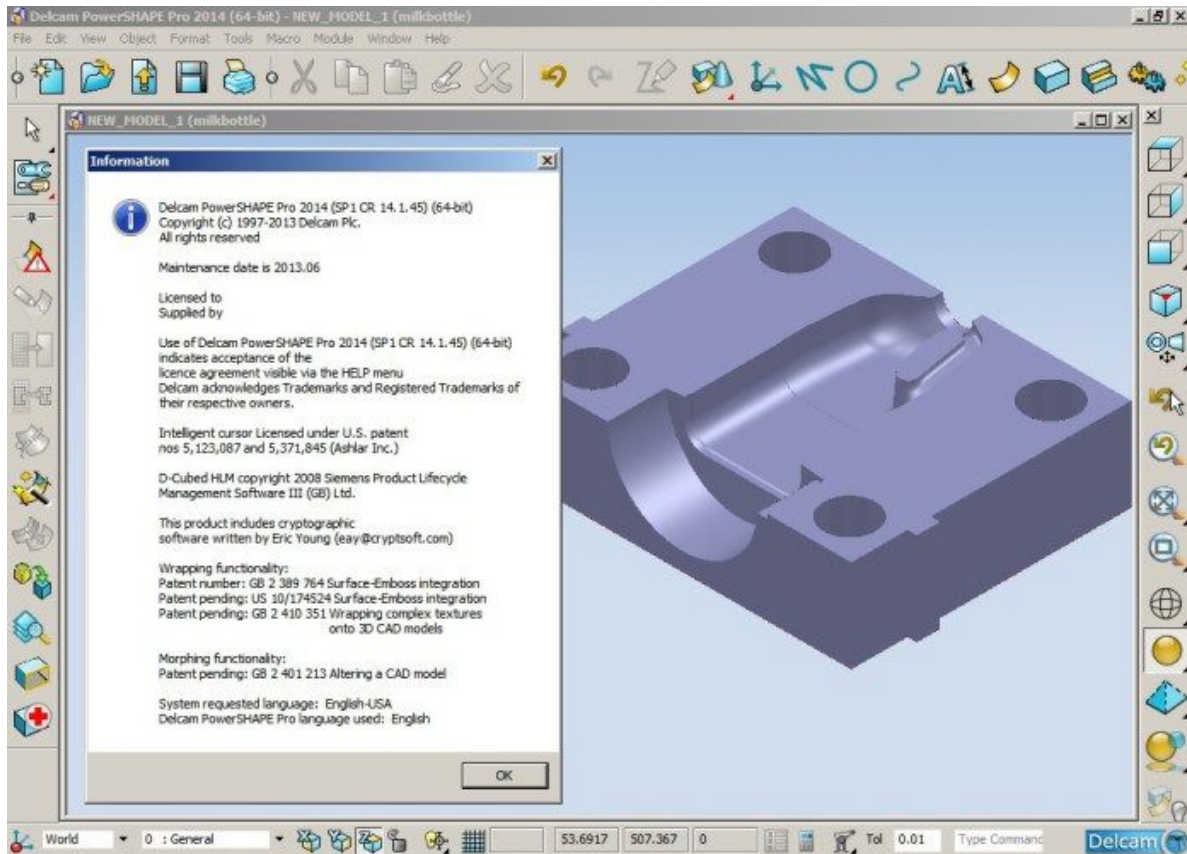 Delcam PowerSHAPE Pro 2014 (64-bit) - NEW_MODEL_1 (milkbottle)
File Edit View Object Format Tools Macro Module Window Help
NEW_MODEL_1 (milkbottle)
Information
Delcam PowerSHAPE Pro 2014 (SP1 CR 14.1.45) (64-bit)
Copyright (c) 1997-2013 Delcam Plc.
All rights reserved
Maintenance date is 2013.06
Licensed to
Supplied by
Use of Delcam PowerSHAPE Pro 2014 (SP1 CR 14.1.45) (64-bit)
indicates acceptance of the
licence agreement visible via the HELP menu
Delcam acknowledges Trademarks and Registered Trademarks of
their respective owners.
Intelligent cursor Licensed under U.S. patent
nos 5,123,087 and 5,371,845 (Ashlar Inc.)
D-Cubed HLM copyright 2008 Siemens Product Lifecycle
Management Software III (GB) Ltd.
This product includes cryptographic
software written by Eric Young (eay@cryptsoft.com)
Wrapping functionality:
Patent number: GB 2 389 764 Surface-Emboss integration
Patent pending: US 10/174524 Surface-Emboss integration
Patent pending: GB 2 410 351 Wrapping complex textures
onto 3D CAD models
Morphing functionality:
Patent pending: GB 2 401 213 Altering a CAD model
System requested language: English-USA
Delcam PowerSHAPE Pro language used: English
OK
World 0 : General 53.6917 507.367 0 Tol 0.01 Type Command Delcam